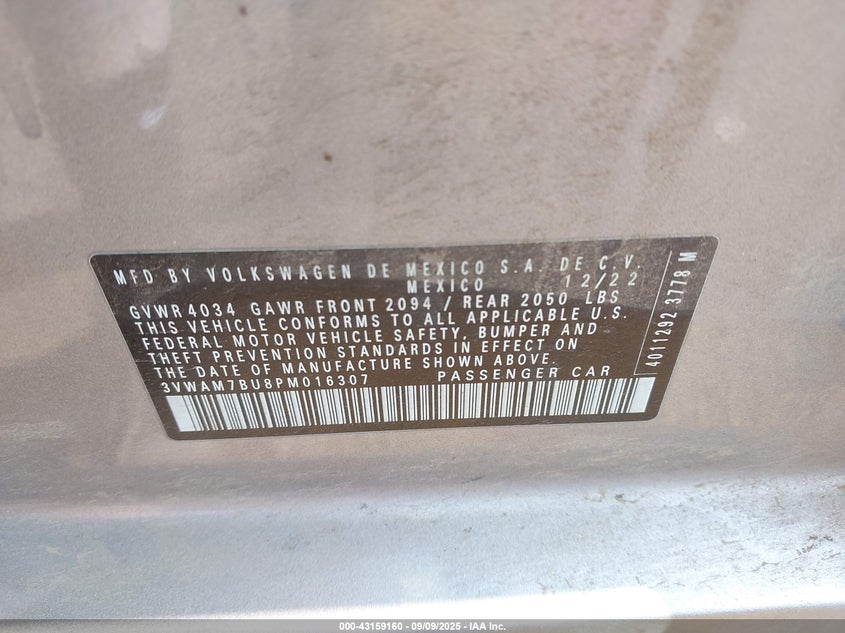 MFD BY VOLKSWAGEN DE MEXICO S.A. DE C.V.
MEXICO 12/22
GVWR 4034 GAWR FRONT 2094 / REAR 2050 LBS
THIS VEHICLE CONFORMS TO ALL APPLICABLE U.S.
FEDERAL MOTOR VEHICLE SAFETY, BUMPER AND
THEFT PREVENTION STANDARDS IN EFFECT ON
THE DATE OF MANUFACTURE SHOWN ABOVE.
3VWAM7BU8PM016307 PASSENGER CAR
4011292 3778 M
000-43159160 - 09/09/2025 - IAA Inc.